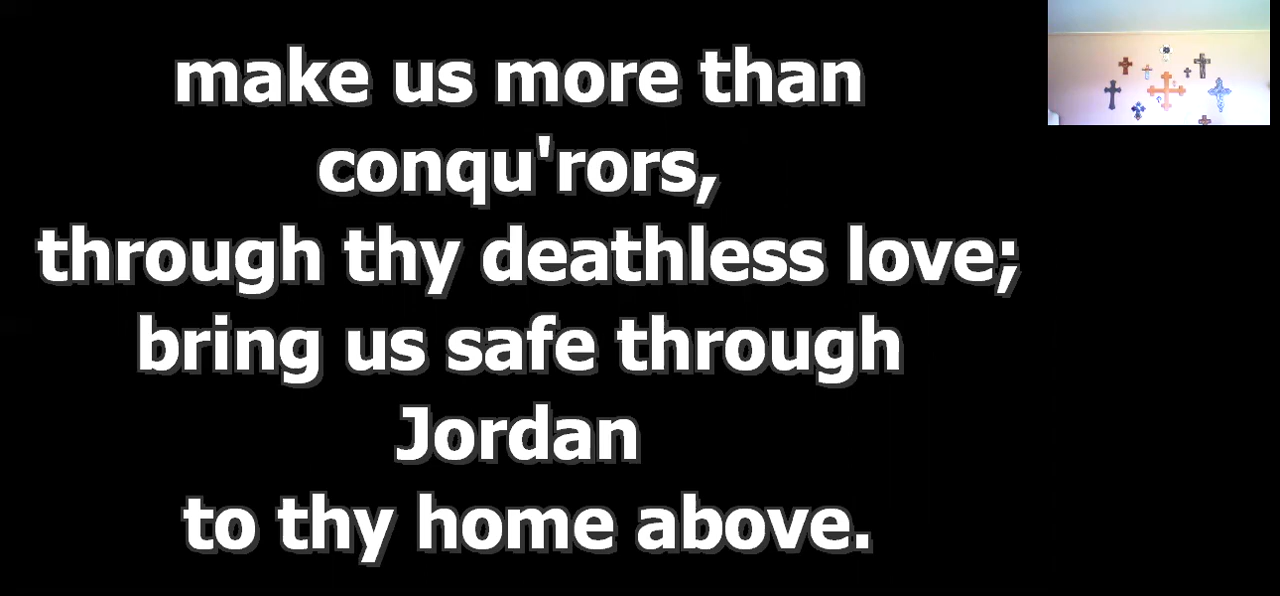 make us more than
conqu'rors,
through thy deathless love;
bring us safe through
Jordan
to thy home above.